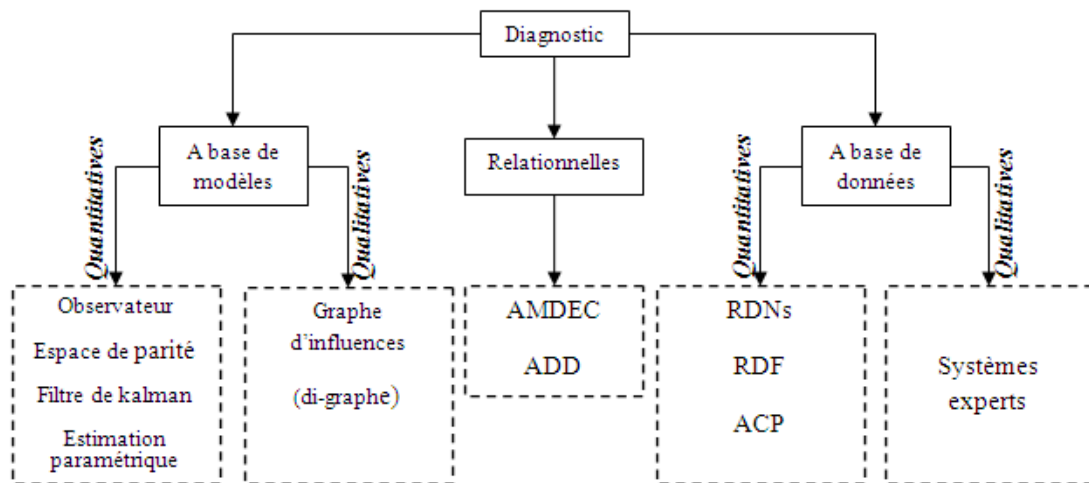 Diagnostic
A base de
modèles
Relationnelles
A base de
données
Quantitatives
Qualitatives
Quantitatives
Qualitatives
Observateur
Espace de parité
Filtre de kalman
Estimation
paramétrique
Graphe
d'influences
(di-graphe)
AMDEC
ADD
RDNs
RDF
ACP
Systèmes
experts